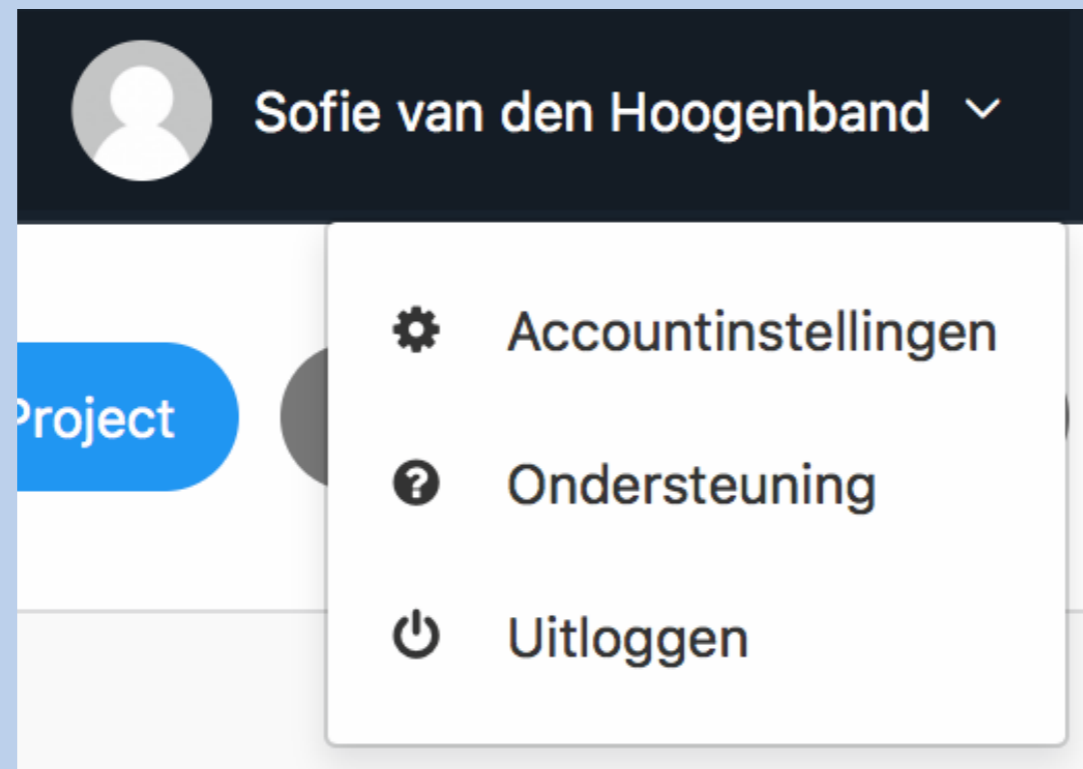 Sofie van den Hoogenband
Project
Accountinstellingen
Ondersteuning
Uitloggen